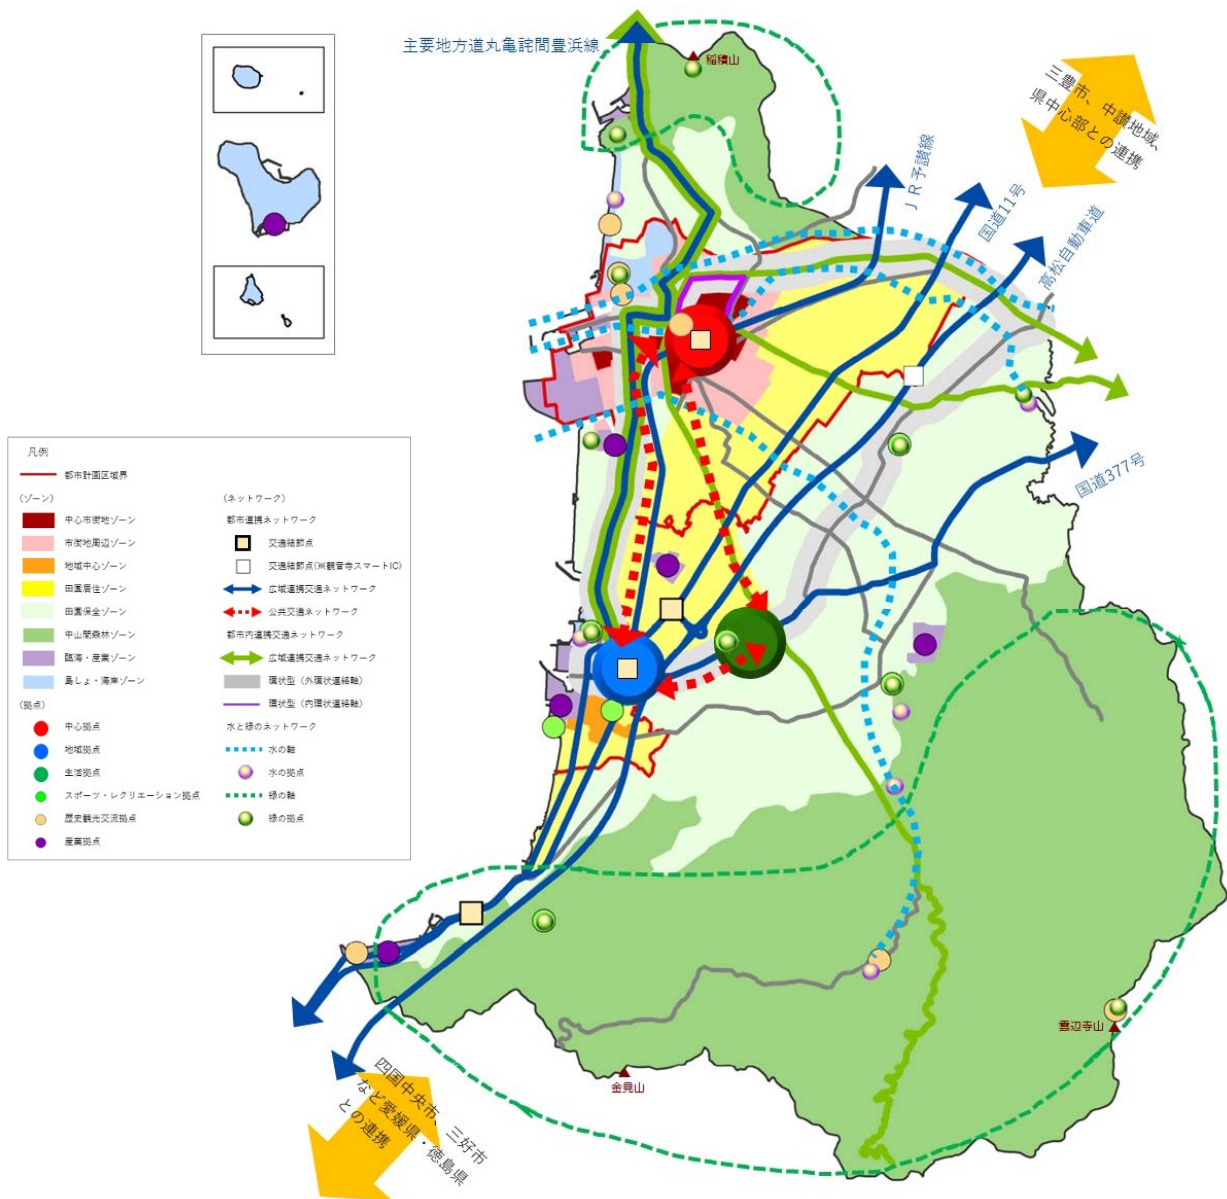 主要地方道丸亀詫間豊浜線
稲積山
三豊市、中讃地域、
県中心部との連携
ＪＲ予讃線
国道11号
高松自動車道
国道377号
凡例
都市計画区域界
(ゾーン)
中心市街地ゾーン
市街地周辺ゾーン
地域中心ゾーン
田園居住ゾーン
田園保全ゾーン
中山間森林ゾーン
臨海・産業ゾーン
島しょ・海岸ゾーン
(拠点)
中心拠点
地域拠点
生活拠点
スポーツ・レクリエーション拠点
歴史観光交流拠点
産業拠点
(ネットワーク)
都市連携ネットワーク
交通結節点
交通結節点(※観音寺スマートIC)
広域連携交通ネットワーク
公共交通ネットワーク
都市内連携交通ネットワーク
広域連携交通ネットワーク
環状型（外環状連絡軸）
環状型（内環状連絡軸）
水と緑のネットワーク
水の軸
水の拠点
緑の軸
緑の拠点
雲辺寺山
金見山
四国中央市、三好市
など愛媛県・徳島県
との連携